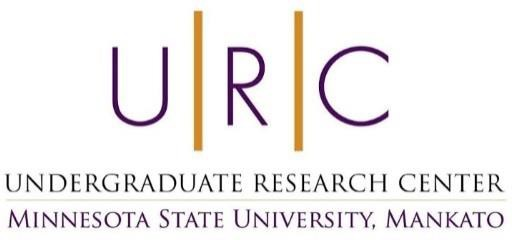 U|R|C
UNDERGRADUATE RESEARCH CENTER
MINNESOTA STATE UNIVERSITY, MANKATO